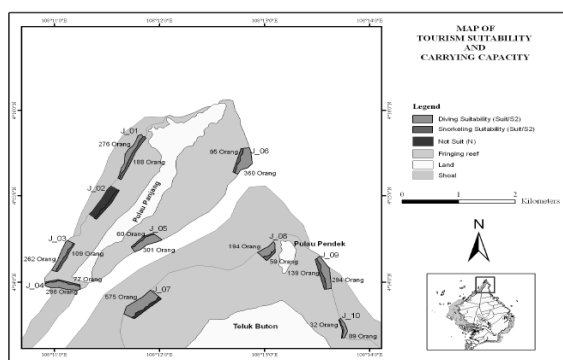 MAP OF
TOURISM SUITABILITY
AND
CARRYING CAPACITY
Legend
Diving Suitability (Suit/S2)
Snorkeling Suitability (Suit/S2)
Not Suit (N)
Fringing reef
Land
Shoal
0 1 2
Kilometers
N
J_01
276 Orang
188 Orang
J_02
J_03
262 Orang
109 Orang
J_04
77 Orang
286 Orang
Pulau Panjang
J_05
60 Orang
301 Orang
J_06
95 Orang
360 Orang
J_07
575 Orang
J_08
164 Orang
59 Orang
Pulau Pendek
J_09
139
294 Orang
J_10
32 Orang
89 Orang
Teluk Buton